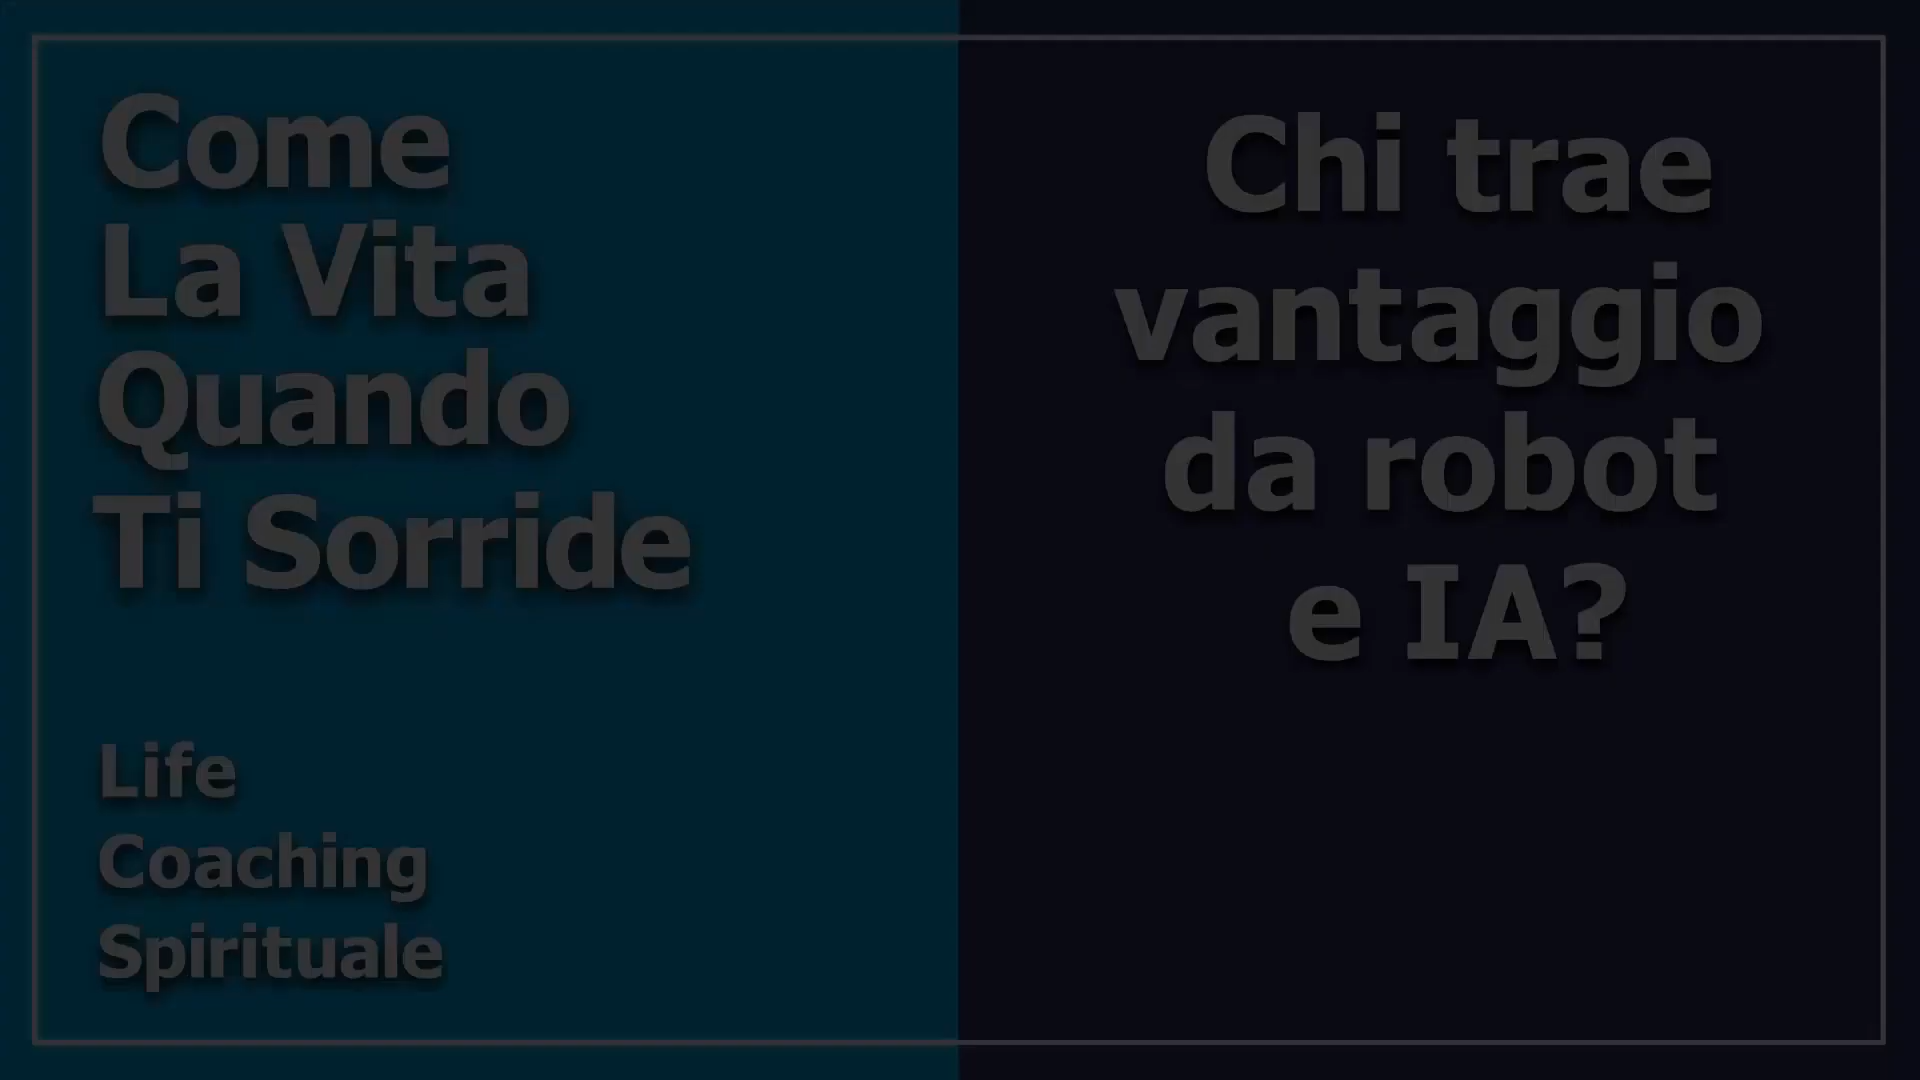 Come
La Vita
Quando
Ti Sorride
Life
Coaching
Spirituale
Chi trae
vantaggio
da robot
e IA?